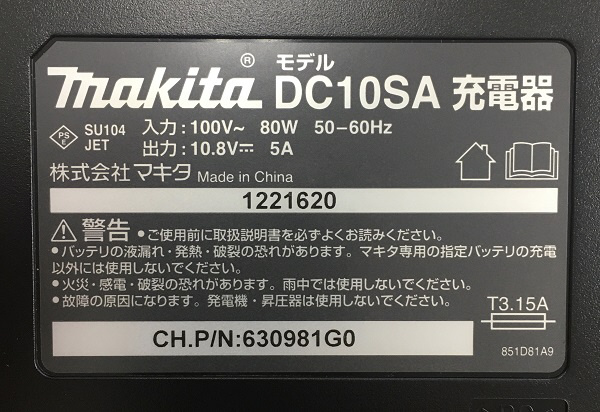 makita® モデル DC10SA 充電器
PSE SU104 JET 入力:100V~ 80W 50-60Hz
出力:10.8V⎓ 5A
株式会社マキタ Made in China
1221620
⚠警告 •ご使用前に取扱説明書を必ずよくお読みください。
•バッテリの液漏れ・発熱・破裂の恐れがあります。マキタ専用の指定バッテリの充電
以外には使用しないでください。
•火災・感電・破裂の恐れがあります。雨中では使用しないでください。
•故障の原因になります。発電機・昇圧器は使用しないでください。
T3.15A
CH.P/N:630981G0
851D81A9